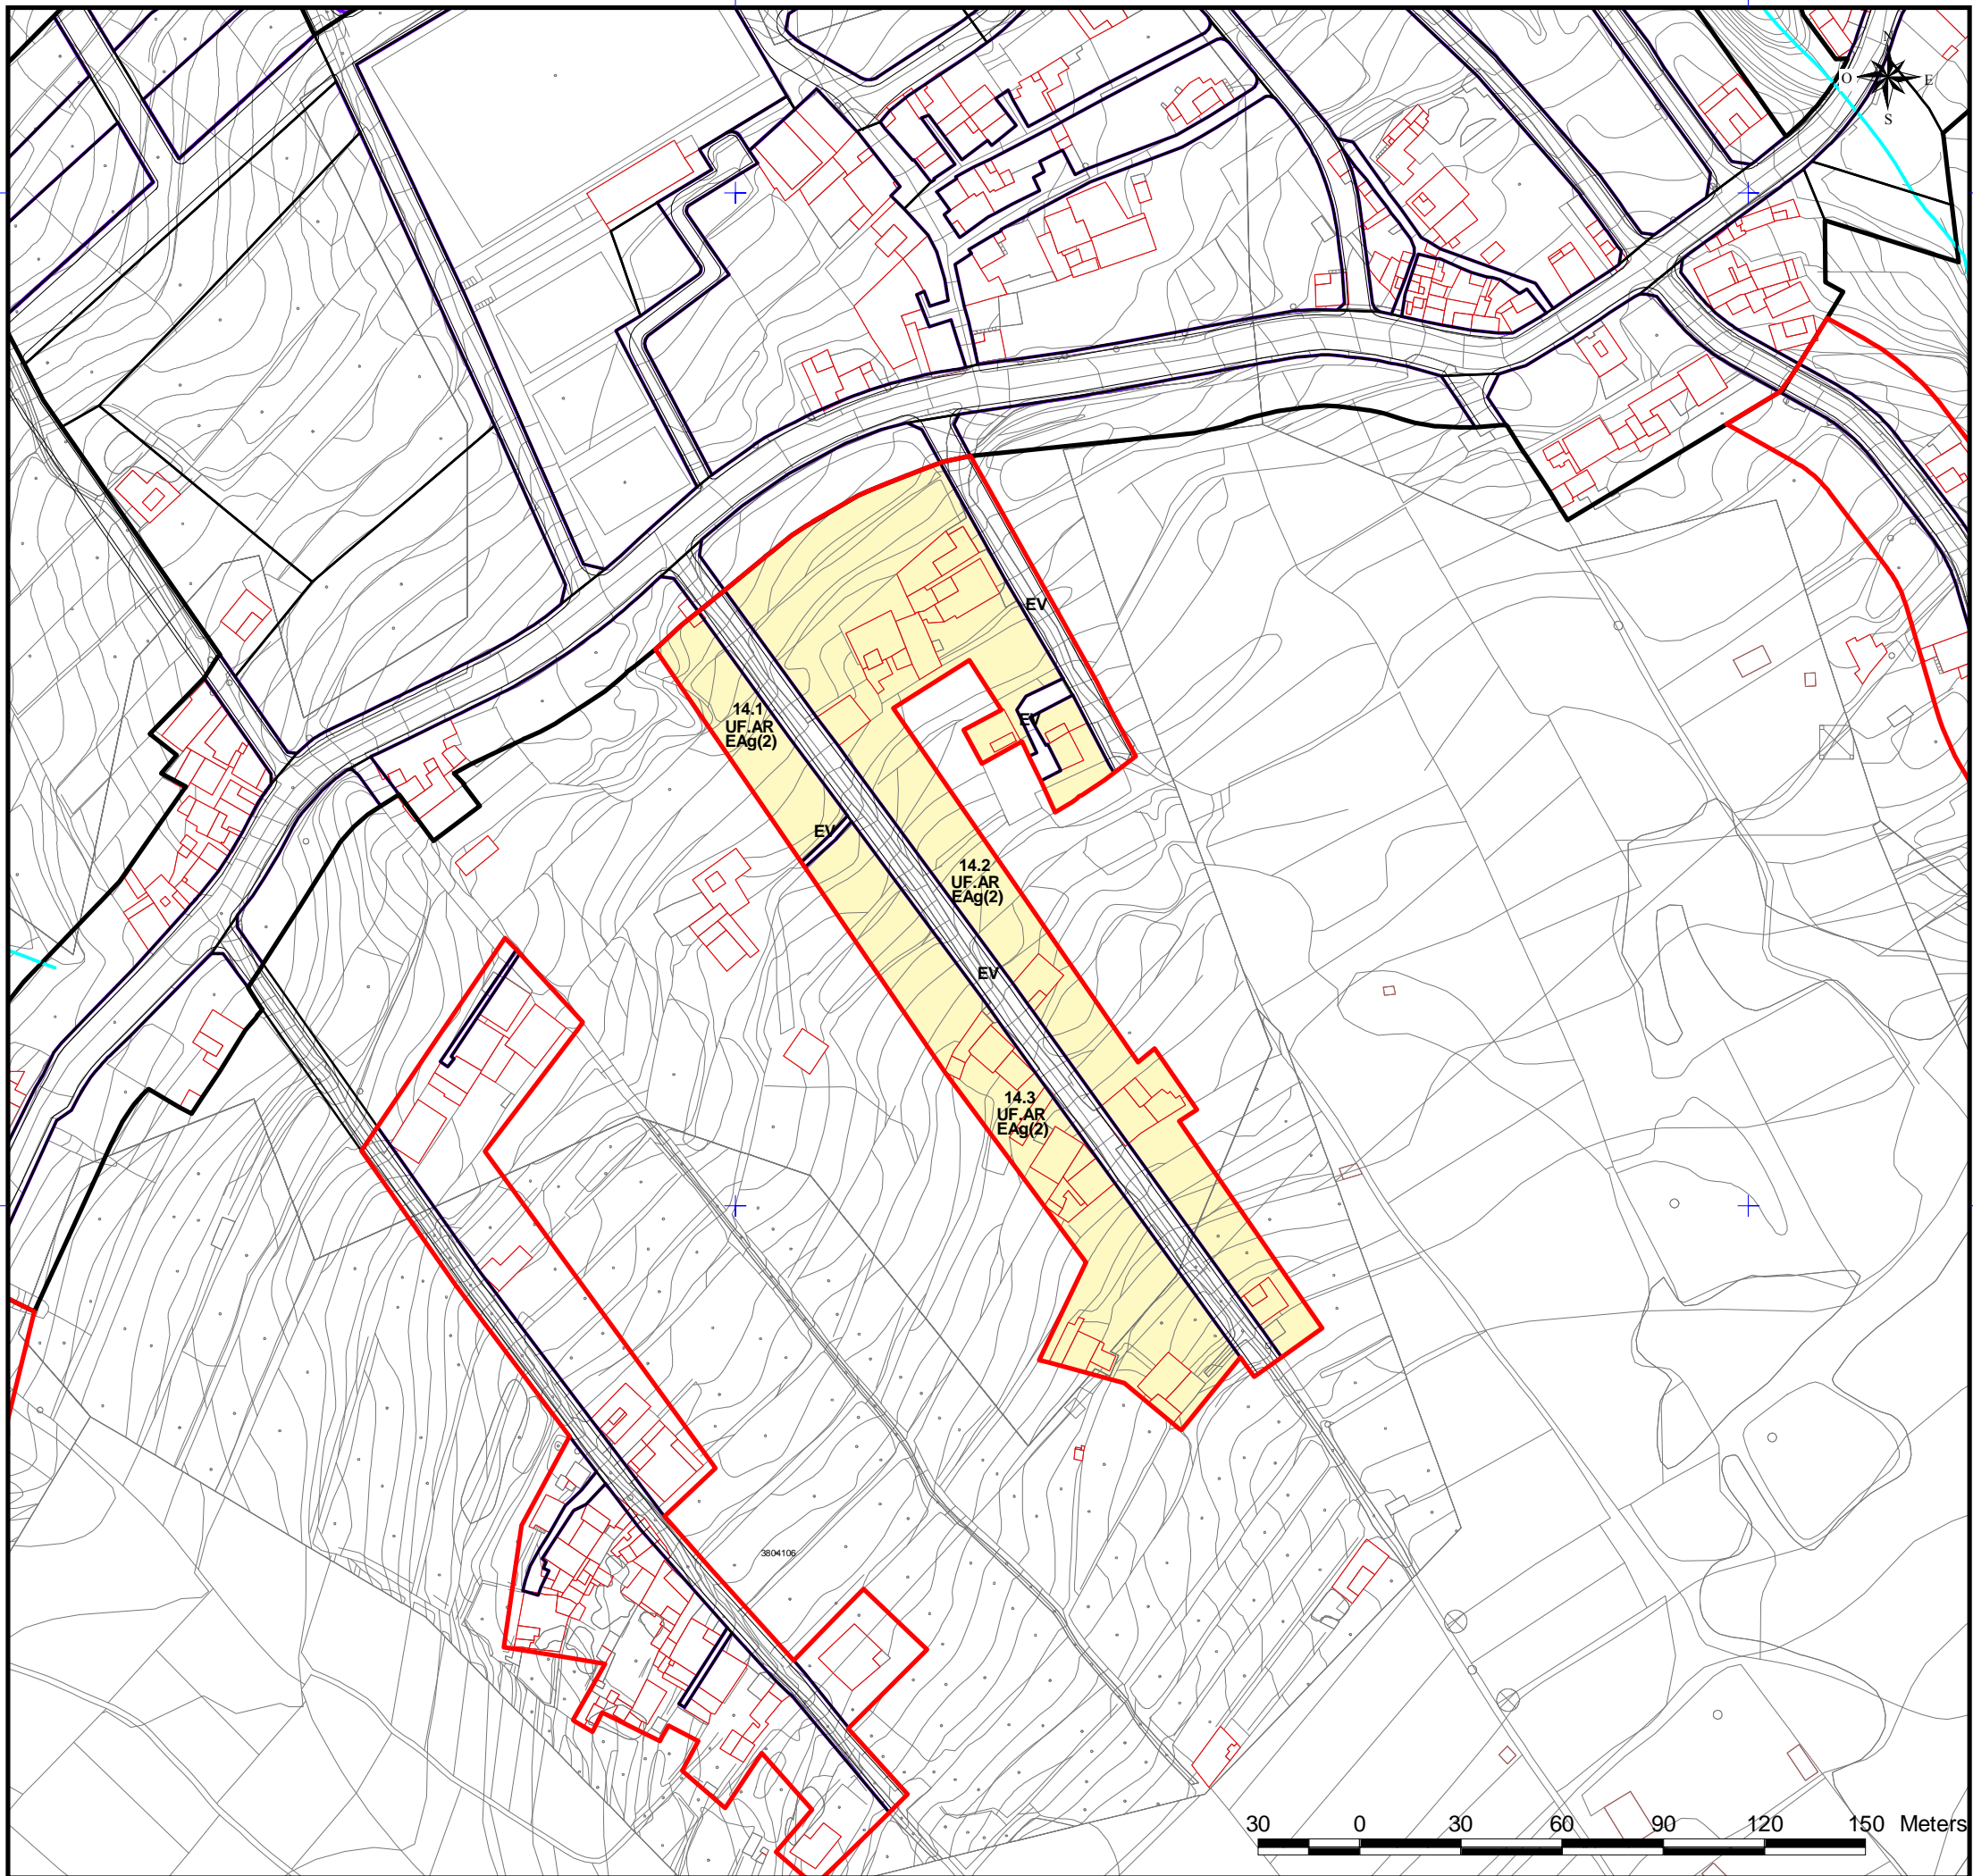 N
O
E
S
EV
14.1
UF.AR
EAg(2)
EV
EV
14.2
UF.AR
EAg(2)
EV
14.3
UF.AR
EAg(2)
3804106
30 0 30 60 90 120 150 Meters